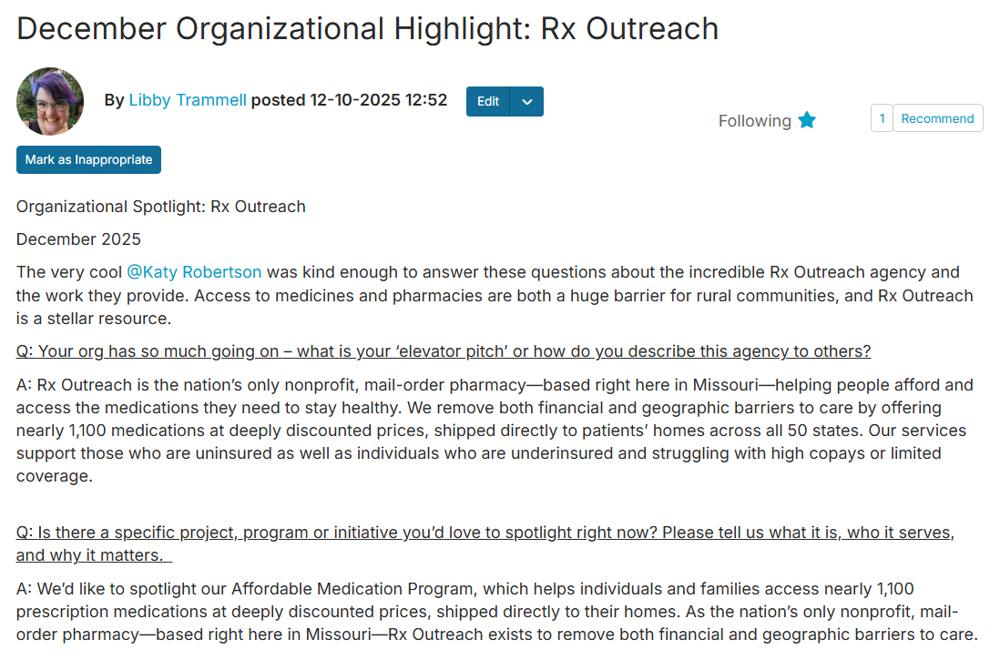 December Organizational Highlight: Rx Outreach
By Libby Trammell posted 12-10-2025 12:52
Edit
Following
1
Recommend
Mark as Inappropriate
Organizational Spotlight: Rx Outreach
December 2025
The very cool @Katy Robertson was kind enough to answer these questions about the incredible Rx Outreach agency and
the work they provide. Access to medicines and pharmacies are both a huge barrier for rural communities, and Rx Outreach
is a stellar resource.
Q: Your org has so much going on – what is your ‘elevator pitch’ or how do you describe this agency to others?
A: Rx Outreach is the nation’s only nonprofit, mail-order pharmacy—based right here in Missouri—helping people afford and
access the medications they need to stay healthy. We remove both financial and geographic barriers to care by offering
nearly 1,100 medications at deeply discounted prices, shipped directly to patients’ homes across all 50 states. Our services
support those who are uninsured as well as individuals who are underinsured and struggling with high copays or limited
coverage.
Q: Is there a specific project, program or initiative you’d love to spotlight right now? Please tell us what it is, who it serves,
and why it matters.
A: We’d like to spotlight our Affordable Medication Program, which helps individuals and families access nearly 1,100
prescription medications at deeply discounted prices, shipped directly to their homes. As the nation’s only nonprofit, mail-
order pharmacy—based right here in Missouri—Rx Outreach exists to remove both financial and geographic barriers to care.